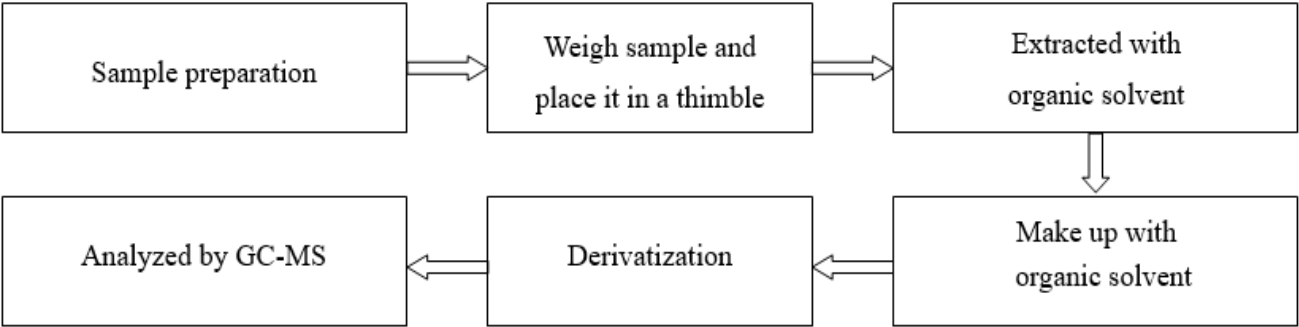 Sample preparation
Weigh sample and
place it in a thimble
Extracted with
organic solvent
Make up with
organic solvent
Derivatization
Analyzed by GC-MS